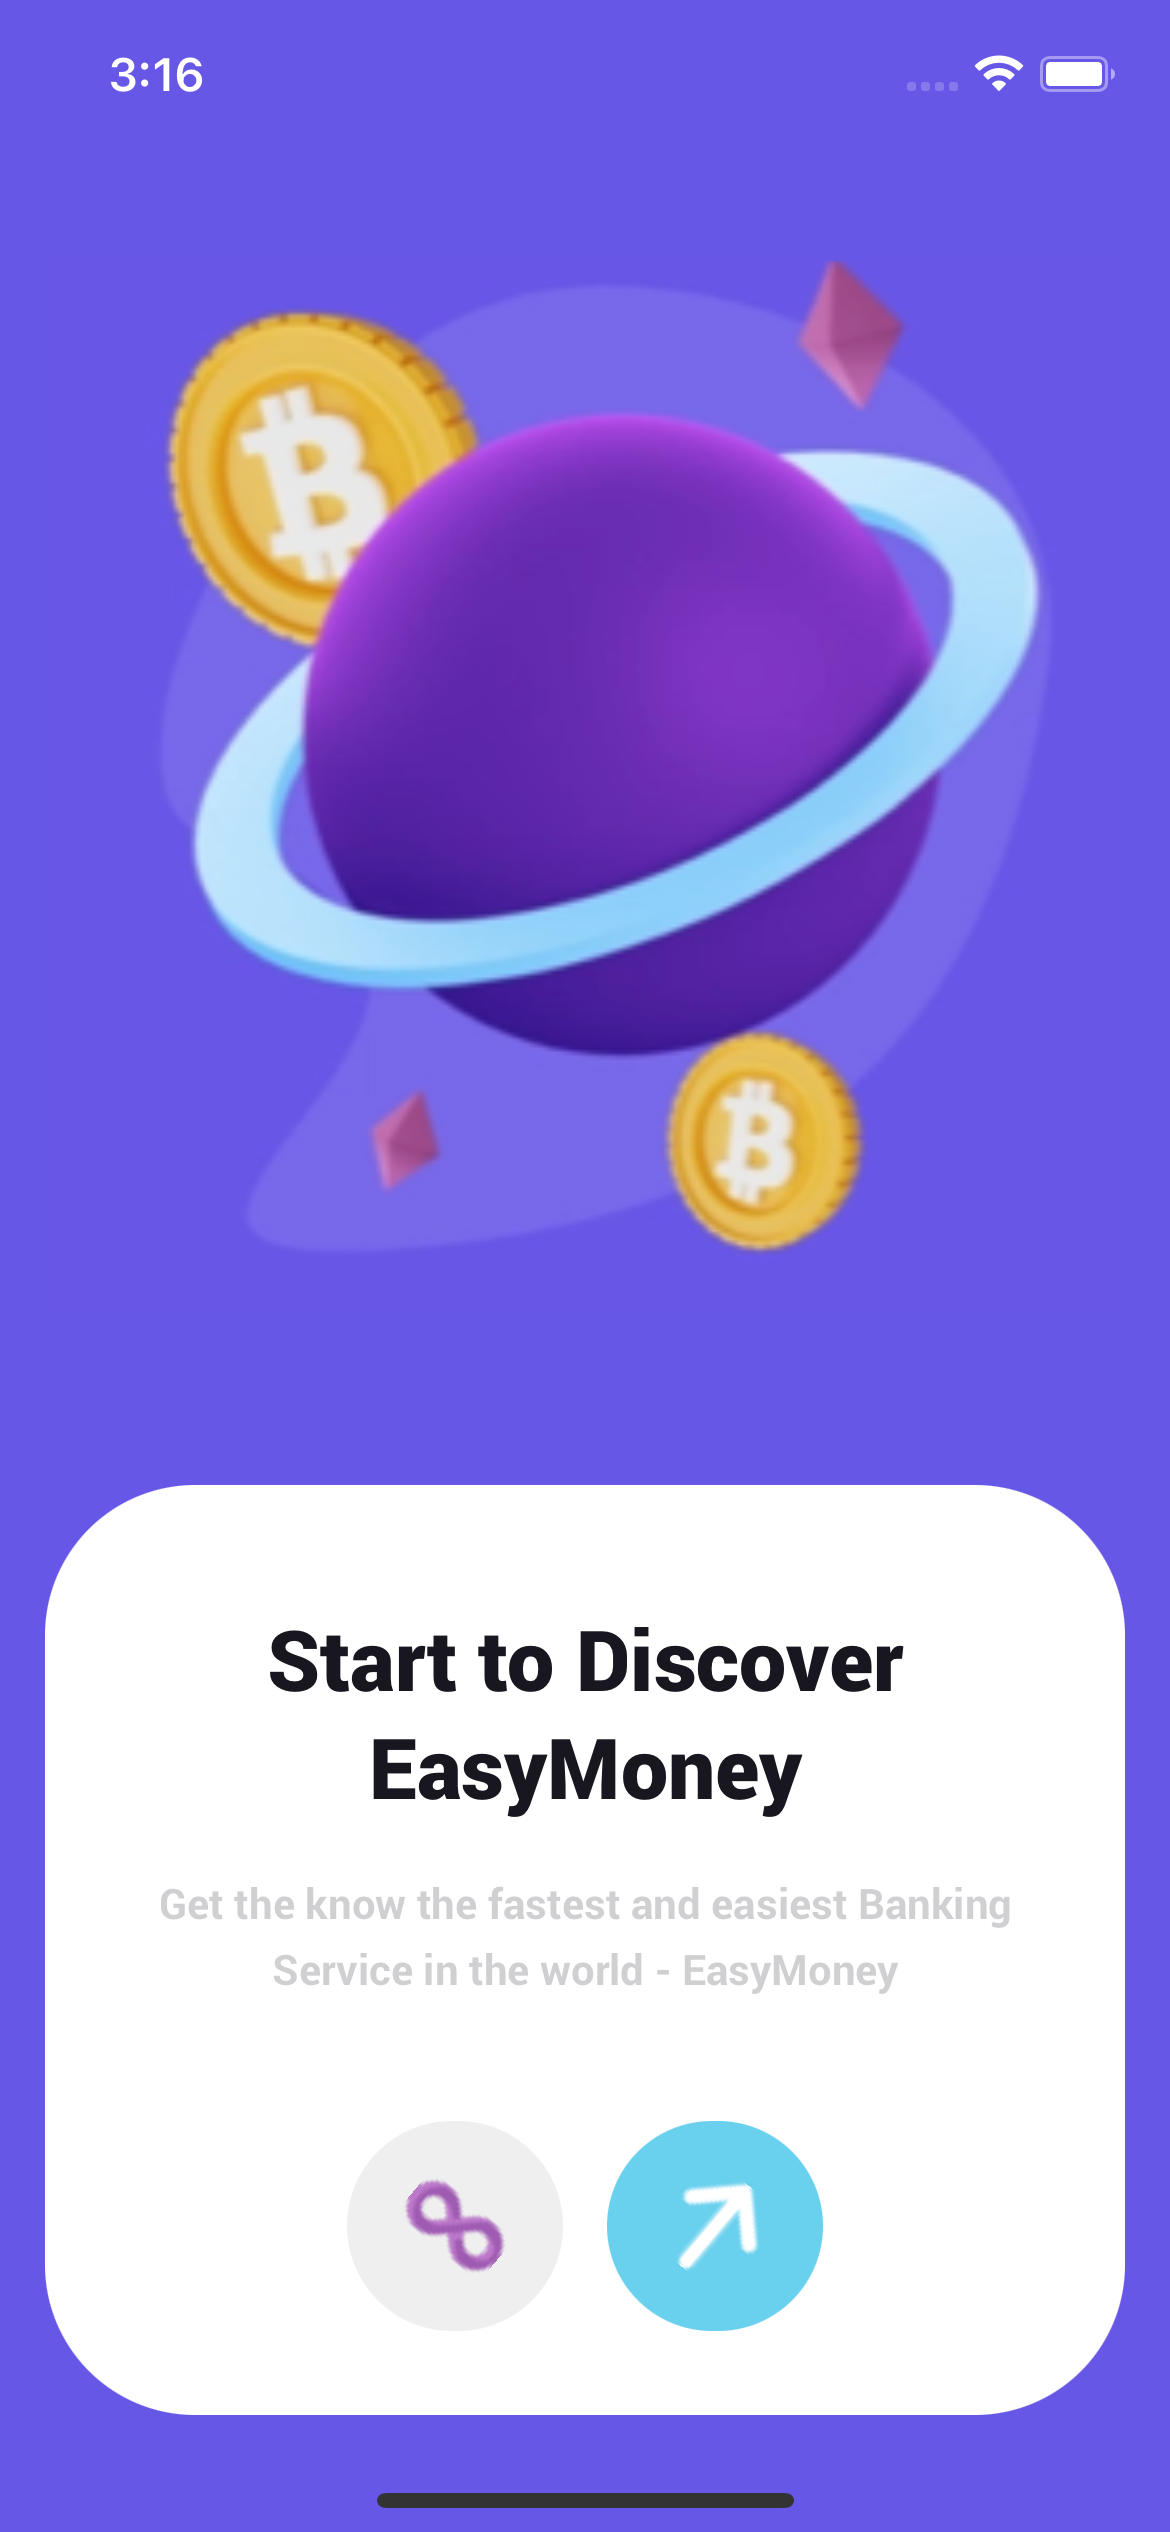 3:16
Start to Discover
EasyMoney
Get the know the fastest and easiest Banking
Service in the world - EasyMoney